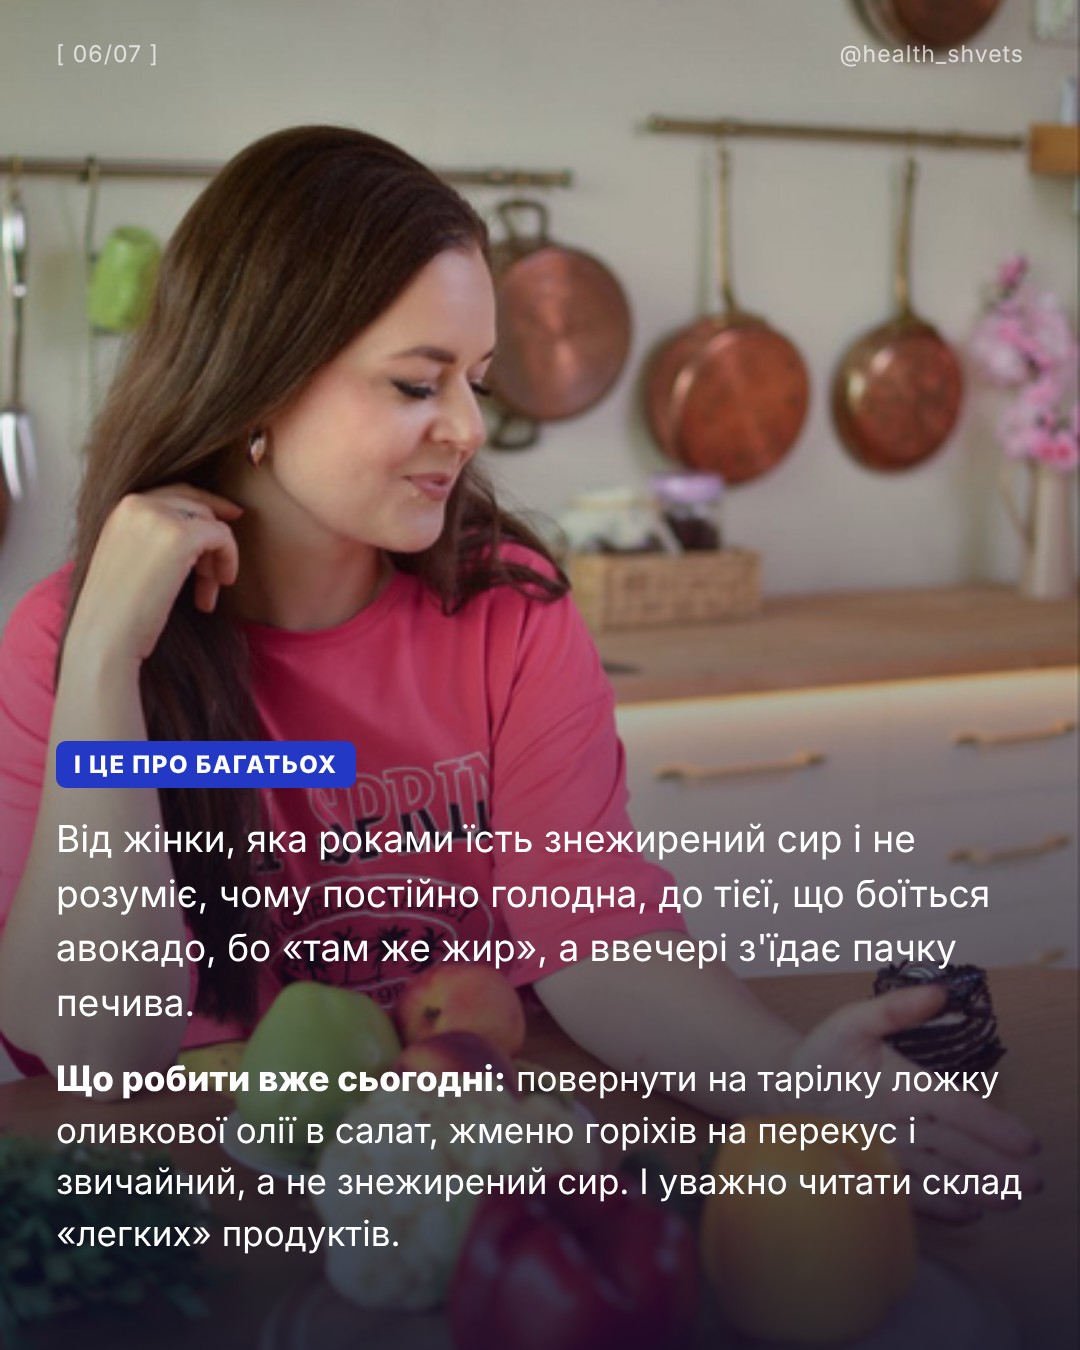 [ 06/07 ]
@health_shvets
І ЦЕ ПРО БАГАТЬОХ
Від жінки, яка роками їсть знежирений сир і не
розуміє, чому постійно голодна, до тієї, що боїться
авокадо, бо «там же жир», а ввечері з'їдає пачку
печива.
Що робити вже сьогодні: повернути на тарілку ложку
оливкової олії в салат, жменю горіхів на перекус і
звичайний, а не знежирений сир. І уважно читати склад
«легких» продуктів.